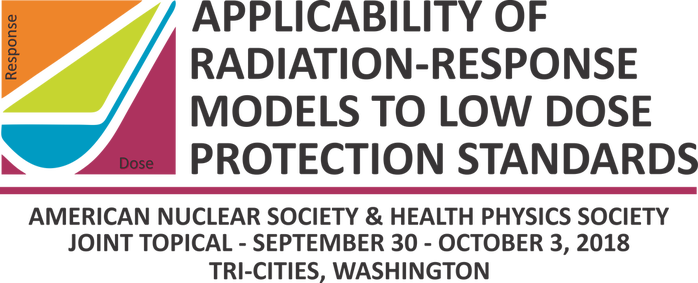 Response
Dose
APPLICABILITY OF
RADIATION-RESPONSE
MODELS TO LOW DOSE
PROTECTION STANDARDS
AMERICAN NUCLEAR SOCIETY & HEALTH PHYSICS SOCIETY
JOINT TOPICAL - SEPTEMBER 30 - OCTOBER 3, 2018
TRI-CITIES, WASHINGTON